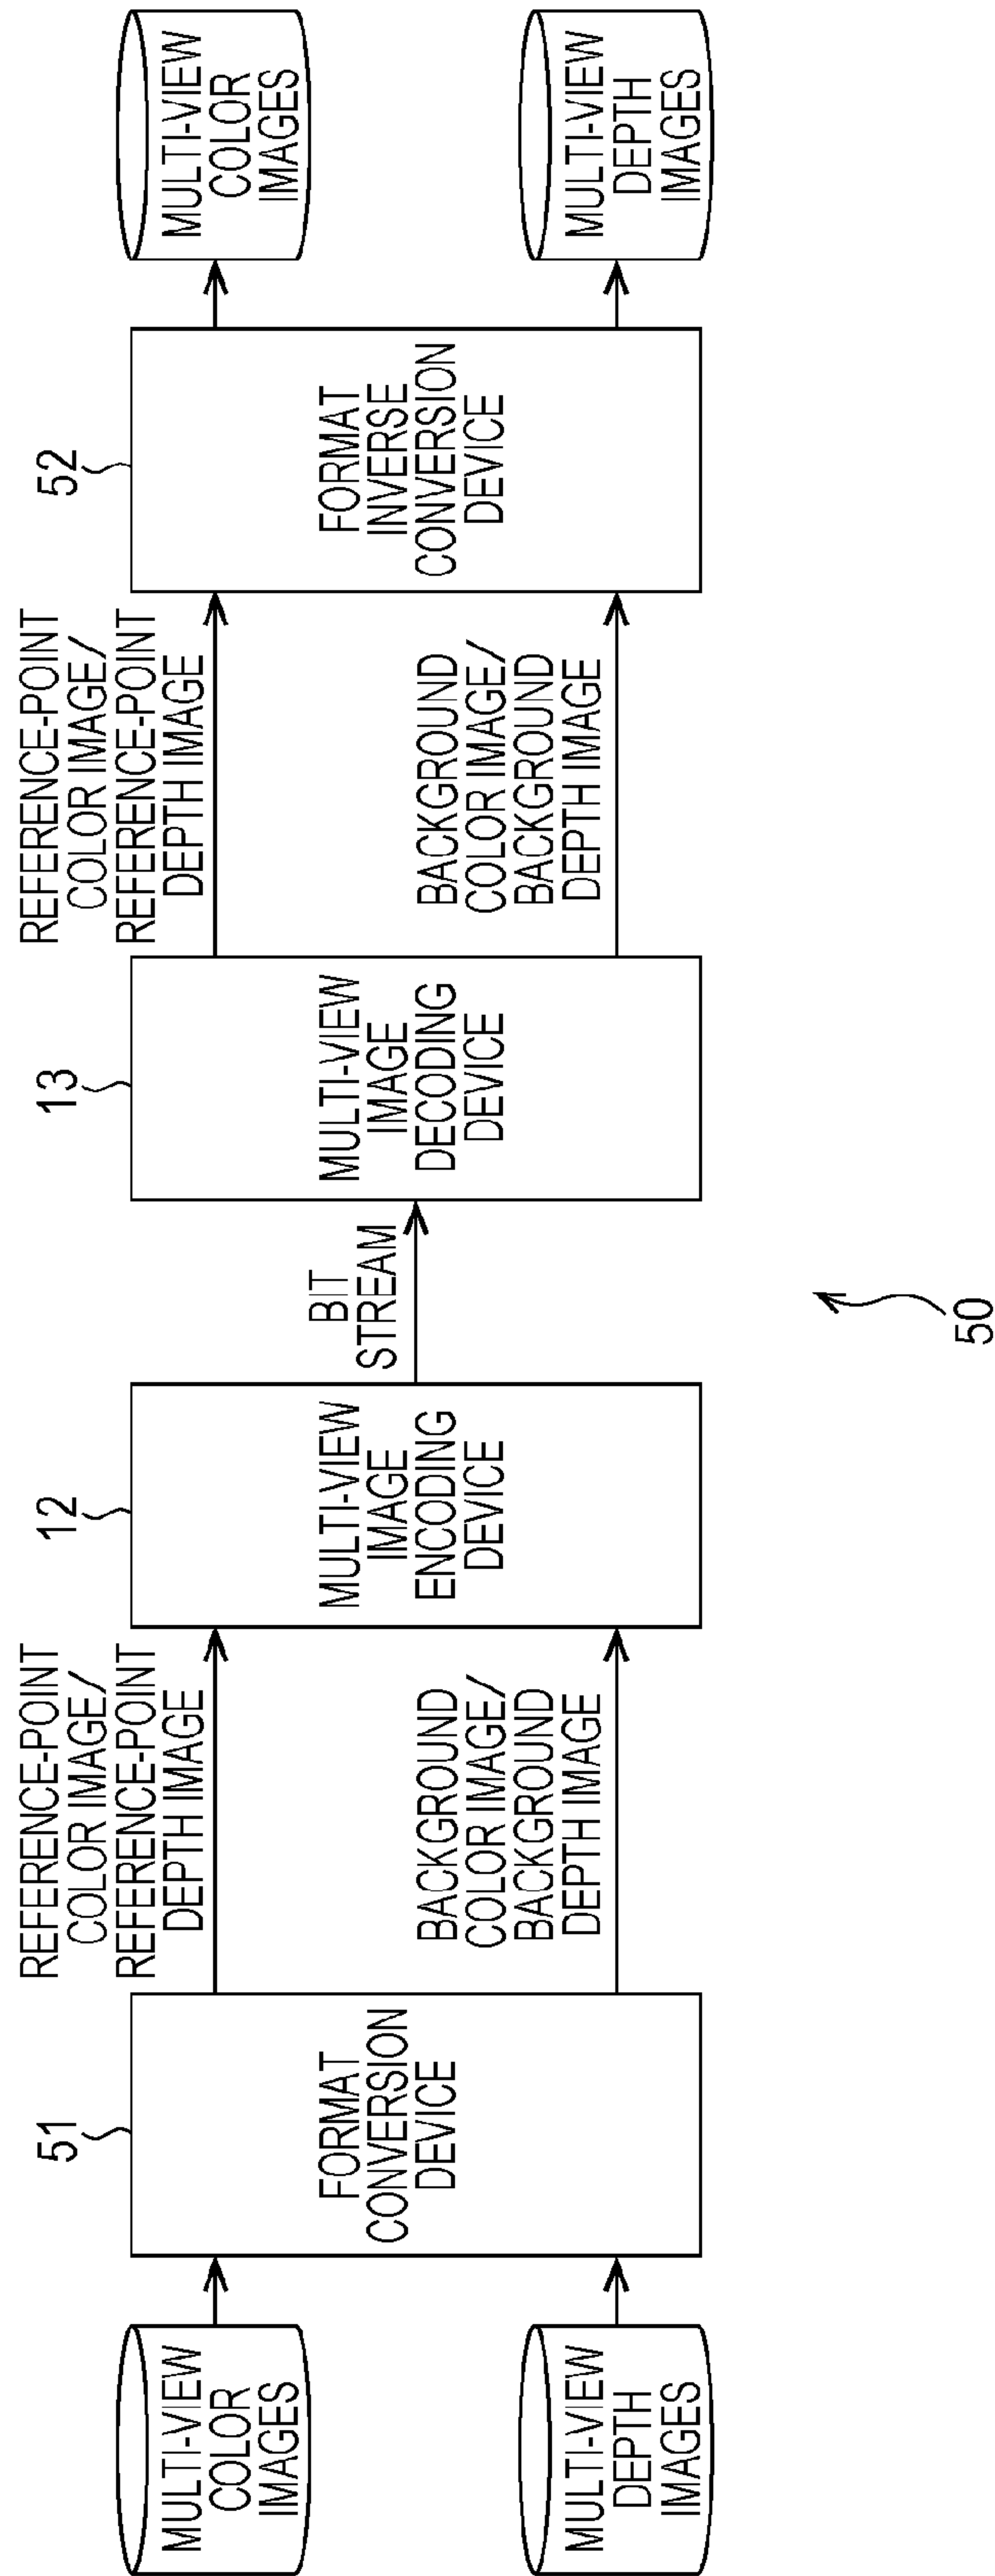 MULTI-VIEW
COLOR
IMAGES
MULTI-VIEW
DEPTH
IMAGES
51
FORMAT
CONVERSION
DEVICE
REFERENCE-POINT
COLOR IMAGE/
REFERENCE-POINT
DEPTH IMAGE
BACKGROUND
COLOR IMAGE/
BACKGROUND
DEPTH IMAGE
12
MULTI-VIEW
IMAGE
ENCODING
DEVICE
BIT
STREAM
13
MULTI-VIEW
IMAGE
DECODING
DEVICE
REFERENCE-POINT
COLOR IMAGE/
REFERENCE-POINT
DEPTH IMAGE
BACKGROUND
COLOR IMAGE/
BACKGROUND
DEPTH IMAGE
52
FORMAT
INVERSE
CONVERSION
DEVICE
MULTI-VIEW
COLOR
IMAGES
MULTI-VIEW
DEPTH
IMAGES
50